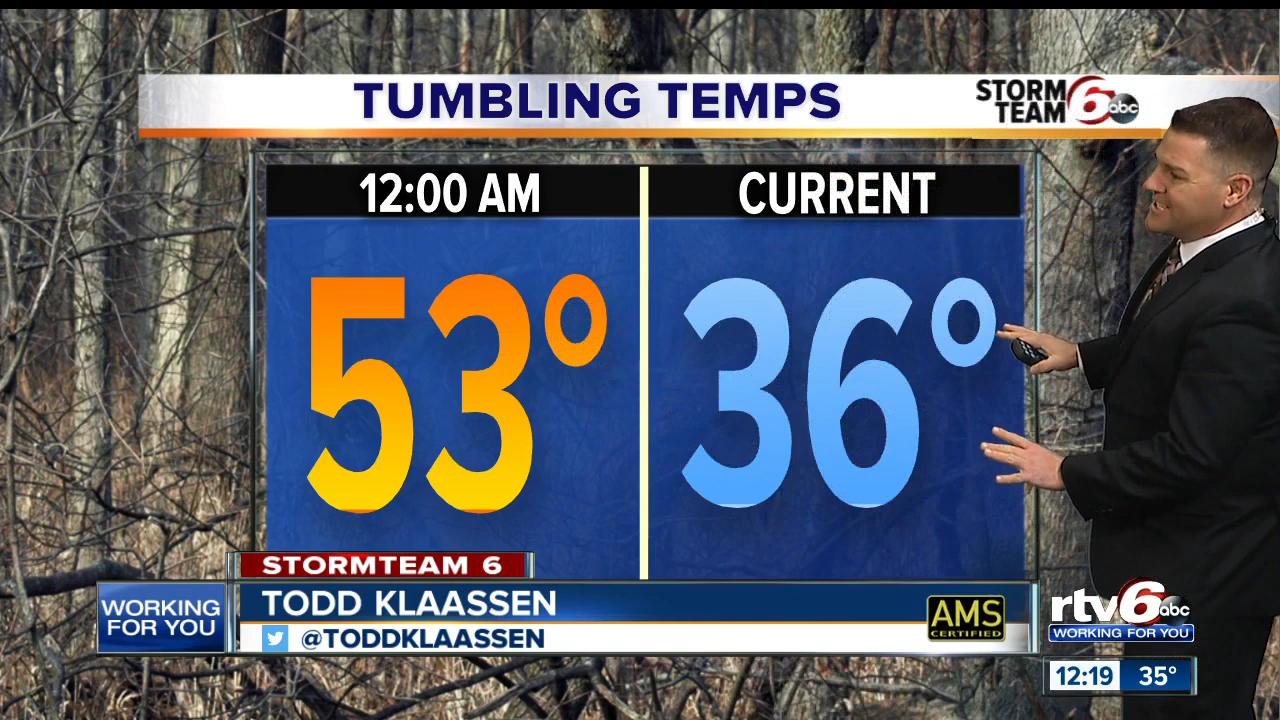 TUMBLING TEMPS
STORM
TEAM 6 abc
12:00 AM
CURRENT
53°
36°
STORMTEAM 6
WORKING
FOR YOU
TODD KLAASSEN
@TODDKLAASSEN
AMS
CERTIFIED
rtv6 abc
WORKING FOR YOU
12:19 35°